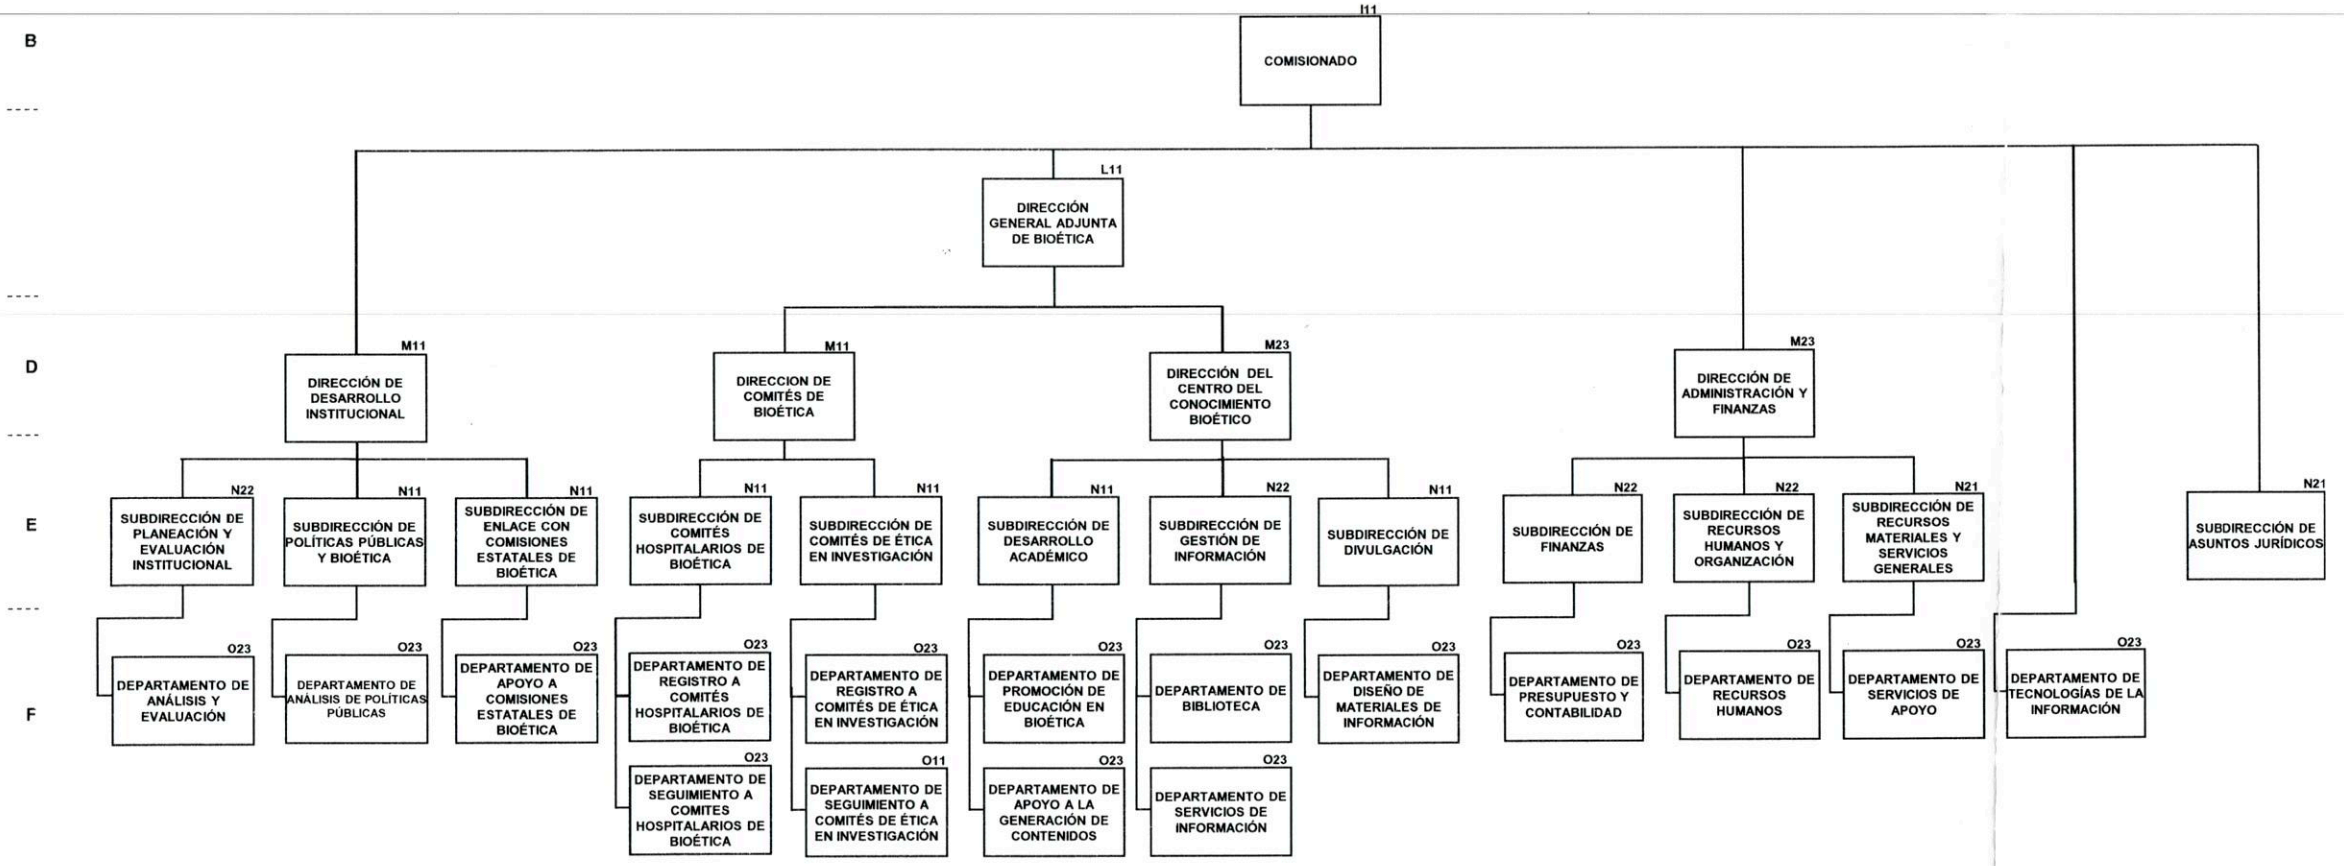 I11
B
COMISIONADO
L11
DIRECCIÓN
GENERAL ADJUNTA
DE BIOÉTICA
D
M11
DIRECCIÓN DE
DESARROLLO
INSTITUCIONAL
M11
DIRECCION DE
COMITÉS DE
BIOÉTICA
M23
DIRECCIÓN DEL
CENTRO DEL
CONOCIMIENTO
BIOÉTICO
M23
DIRECCIÓN DE
ADMINISTRACIÓN Y
FINANZAS
E
N22
SUBDIRECCIÓN DE
PLANEACIÓN Y
EVALUACIÓN
INSTITUCIONAL
N11
SUBDIRECCIÓN DE
POLÍTICAS PÚBLICAS
Y BIOÉTICA
N11
SUBDIRECCIÓN DE
ENLACE CON
COMISIONES
ESTATALES DE
BIOÉTICA
N11
SUBDIRECCIÓN DE
COMITÉS
HOSPITALARIOS DE
BIOÉTICA
N11
SUBDIRECCIÓN DE
COMITÉS DE ÉTICA
EN INVESTIGACIÓN
N11
SUBDIRECCIÓN DE
DESARROLLO
ACADÉMICO
N22
SUBDIRECCIÓN DE
GESTIÓN DE
INFORMACIÓN
N11
SUBDIRECCIÓN DE
DIVULGACIÓN
N22
SUBDIRECCIÓN DE
FINANZAS
N22
SUBDIRECCIÓN DE
RECURSOS
HUMANOS Y
ORGANIZACIÓN
N21
SUBDIRECCIÓN DE
RECURSOS
MATERIALES Y
SERVICIOS
GENERALES
N21
SUBDIRECCIÓN DE
ASUNTOS JURÍDICOS
F
O23
DEPARTAMENTO DE
ANÁLISIS Y
EVALUACIÓN
O23
DEPARTAMENTO DE
ANÁLISIS DE POLÍTICAS
PÚBLICAS
O23
DEPARTAMENTO DE
APOYO A
COMISIONES
ESTATALES DE
BIOÉTICA
O23
DEPARTAMENTO DE
REGISTRO A
COMITÉS
HOSPITALARIOS DE
BIOÉTICA
O23
DEPARTAMENTO DE
REGISTRO A
COMITÉS DE ÉTICA
EN INVESTIGACIÓN
O23
DEPARTAMENTO DE
PROMOCIÓN DE
EDUCACIÓN EN
BIOÉTICA
O23
DEPARTAMENTO DE
BIBLIOTECA
O23
DEPARTAMENTO DE
DISEÑO DE
MATERIALES DE
INFORMACIÓN
O23
DEPARTAMENTO DE
PRESUPUESTO Y
CONTABILIDAD
O23
DEPARTAMENTO DE
RECURSOS
HUMANOS
O23
DEPARTAMENTO DE
SERVICIOS DE
APOYO
O23
DEPARTAMENTO DE
TECNOLOGÍAS DE LA
INFORMACIÓN
O23
DEPARTAMENTO DE
SEGUIMIENTO A
COMITES
HOSPITALARIOS DE
BIOÉTICA
O11
DEPARTAMENTO DE
SEGUIMIENTO A
COMITÉS DE ÉTICA
EN INVESTIGACIÓN
O23
DEPARTAMENTO DE
APOYO A LA
GENERACIÓN DE
CONTENIDOS
O23
DEPARTAMENTO DE
SERVICIOS DE
INFORMACIÓN